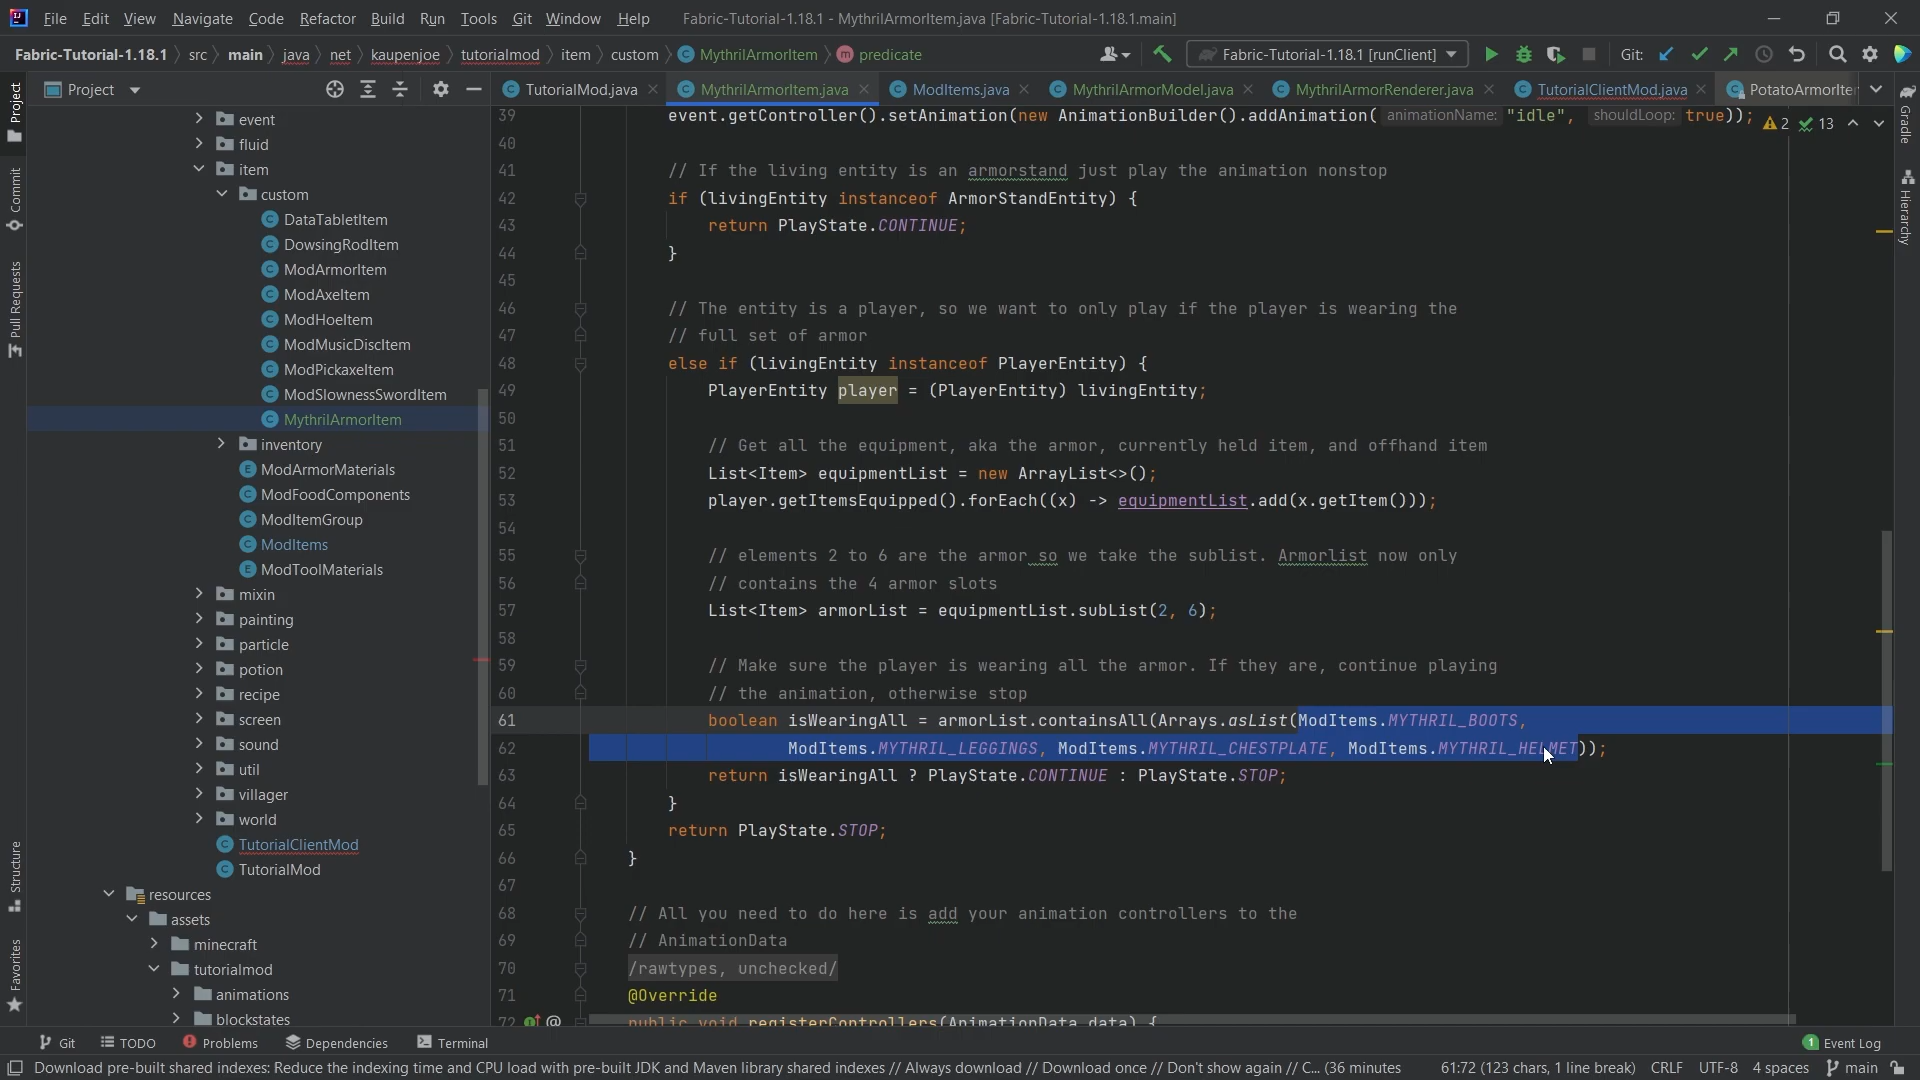 File Edit View Navigate Code Refactor Build Run Tools Git Window Help Fabric-Tutorial-1.18.1 - MythrilArmorItem.java [Fabric-Tutorial-1.18.1.main]
Fabric-Tutorial-1.18.1 src main java net kaupenjoe tutorialmod item custom MythrilArmorItem predicate Fabric-Tutorial-1.18.1 [runClient] Git:
Project TutorialMod.java MythrilArmorItem.java ModItems.java MythrilArmorModel.java MythrilArmorRenderer.java TutorialClientMod.java PotatoArmorIte
Project
Commit
Pull Requests
Structure
Favorites
Gradle
Hierarchy
event
fluid
item
custom
DataTabletItem
DowsingRodItem
ModArmorItem
ModAxeItem
ModHoeItem
ModMusicDiscItem
ModPickaxeItem
ModSlownessSwordItem
MythrilArmorItem
inventory
ModArmorMaterials
ModFoodComponents
ModItemGroup
ModItems
ModToolMaterials
mixin
painting
particle
potion
recipe
screen
sound
util
villager
world
TutorialClientMod
TutorialMod
resources
assets
minecraft
tutorialmod
animations
blockstates
39 event.getController().setAnimation(new AnimationBuilder().addAnimation( animationName: "idle", shouldLoop: true)); 2 13
40
41 // If the living entity is an armorstand just play the animation nonstop
42 if (livingEntity instanceof ArmorStandEntity) {
43 return PlayState.CONTINUE;
44 }
45
46 // The entity is a player, so we want to only play if the player is wearing the
47 // full set of armor
48 else if (livingEntity instanceof PlayerEntity) {
49 PlayerEntity player = (PlayerEntity) livingEntity;
50
51 // Get all the equipment, aka the armor, currently held item, and offhand item
52 List<Item> equipmentList = new ArrayList<>();
53 player.getItemsEquipped().forEach((x) -> equipmentList.add(x.getItem()));
54
55 // elements 2 to 6 are the armor so we take the sublist. Armorlist now only
56 // contains the 4 armor slots
57 List<Item> armorList = equipmentList.subList(2, 6);
58
59 // Make sure the player is wearing all the armor. If they are, continue playing
60 // the animation, otherwise stop
61 boolean isWearingAll = armorList.containsAll(Arrays.asList(ModItems.MYTHRIL_BOOTS,
62 ModItems.MYTHRIL_LEGGINGS, ModItems.MYTHRIL_CHESTPLATE, ModItems.MYTHRIL_HELMET));
63 return isWearingAll ? PlayState.CONTINUE : PlayState.STOP;
64 }
65 return PlayState.STOP;
66 }
67
68 // All you need to do here is add your animation controllers to the
69 // AnimationData
70 /rawtypes, unchecked/
71 @Override
72 public void registerControllers(AnimationData data) {
Git TODO Problems Dependencies Terminal 1 Event Log
Download pre-built shared indexes: Reduce the indexing time and CPU load with pre-built JDK and Maven library shared indexes // Always download // Download once // Don't show again // C... (36 minutes 61:72 (123 chars, 1 line break) CRLF UTF-8 4 spaces main